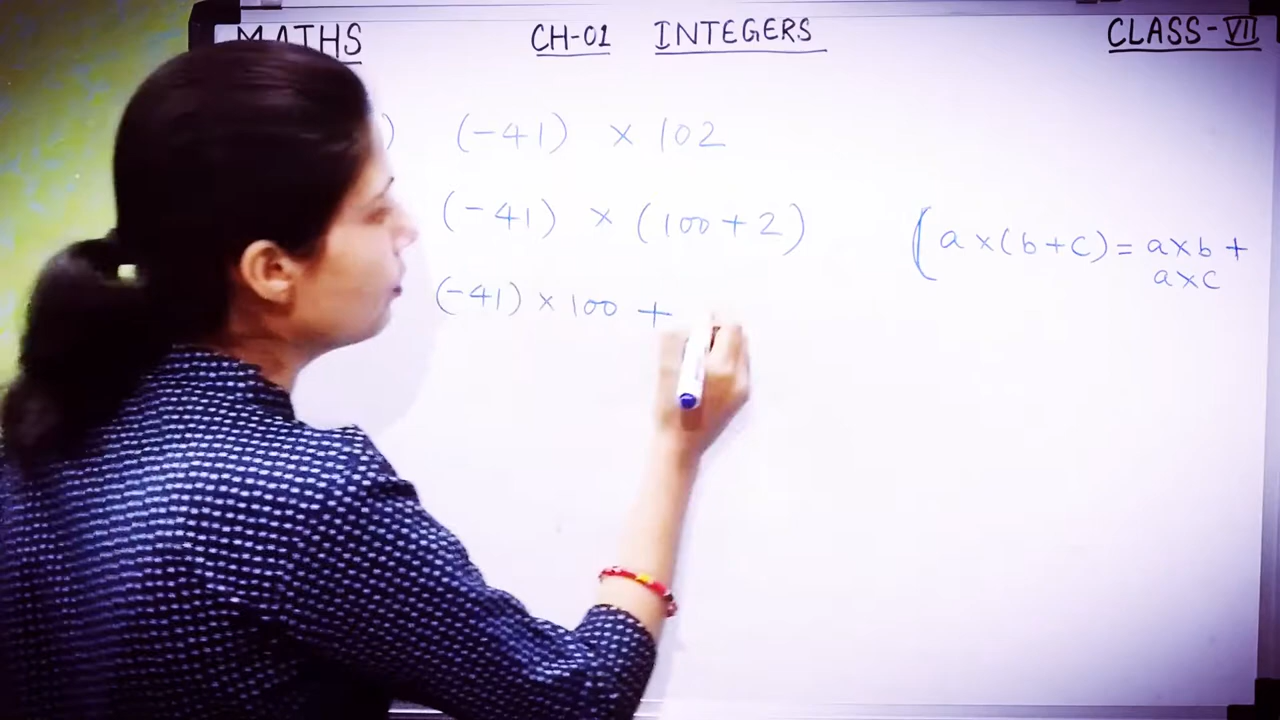 MATHS CH-01 INTEGERS CLASS-VII
) (-41) × 102
(-41) × (100+2)
(a×(b+c) = a×b +
a×c
(-41) × 100 +